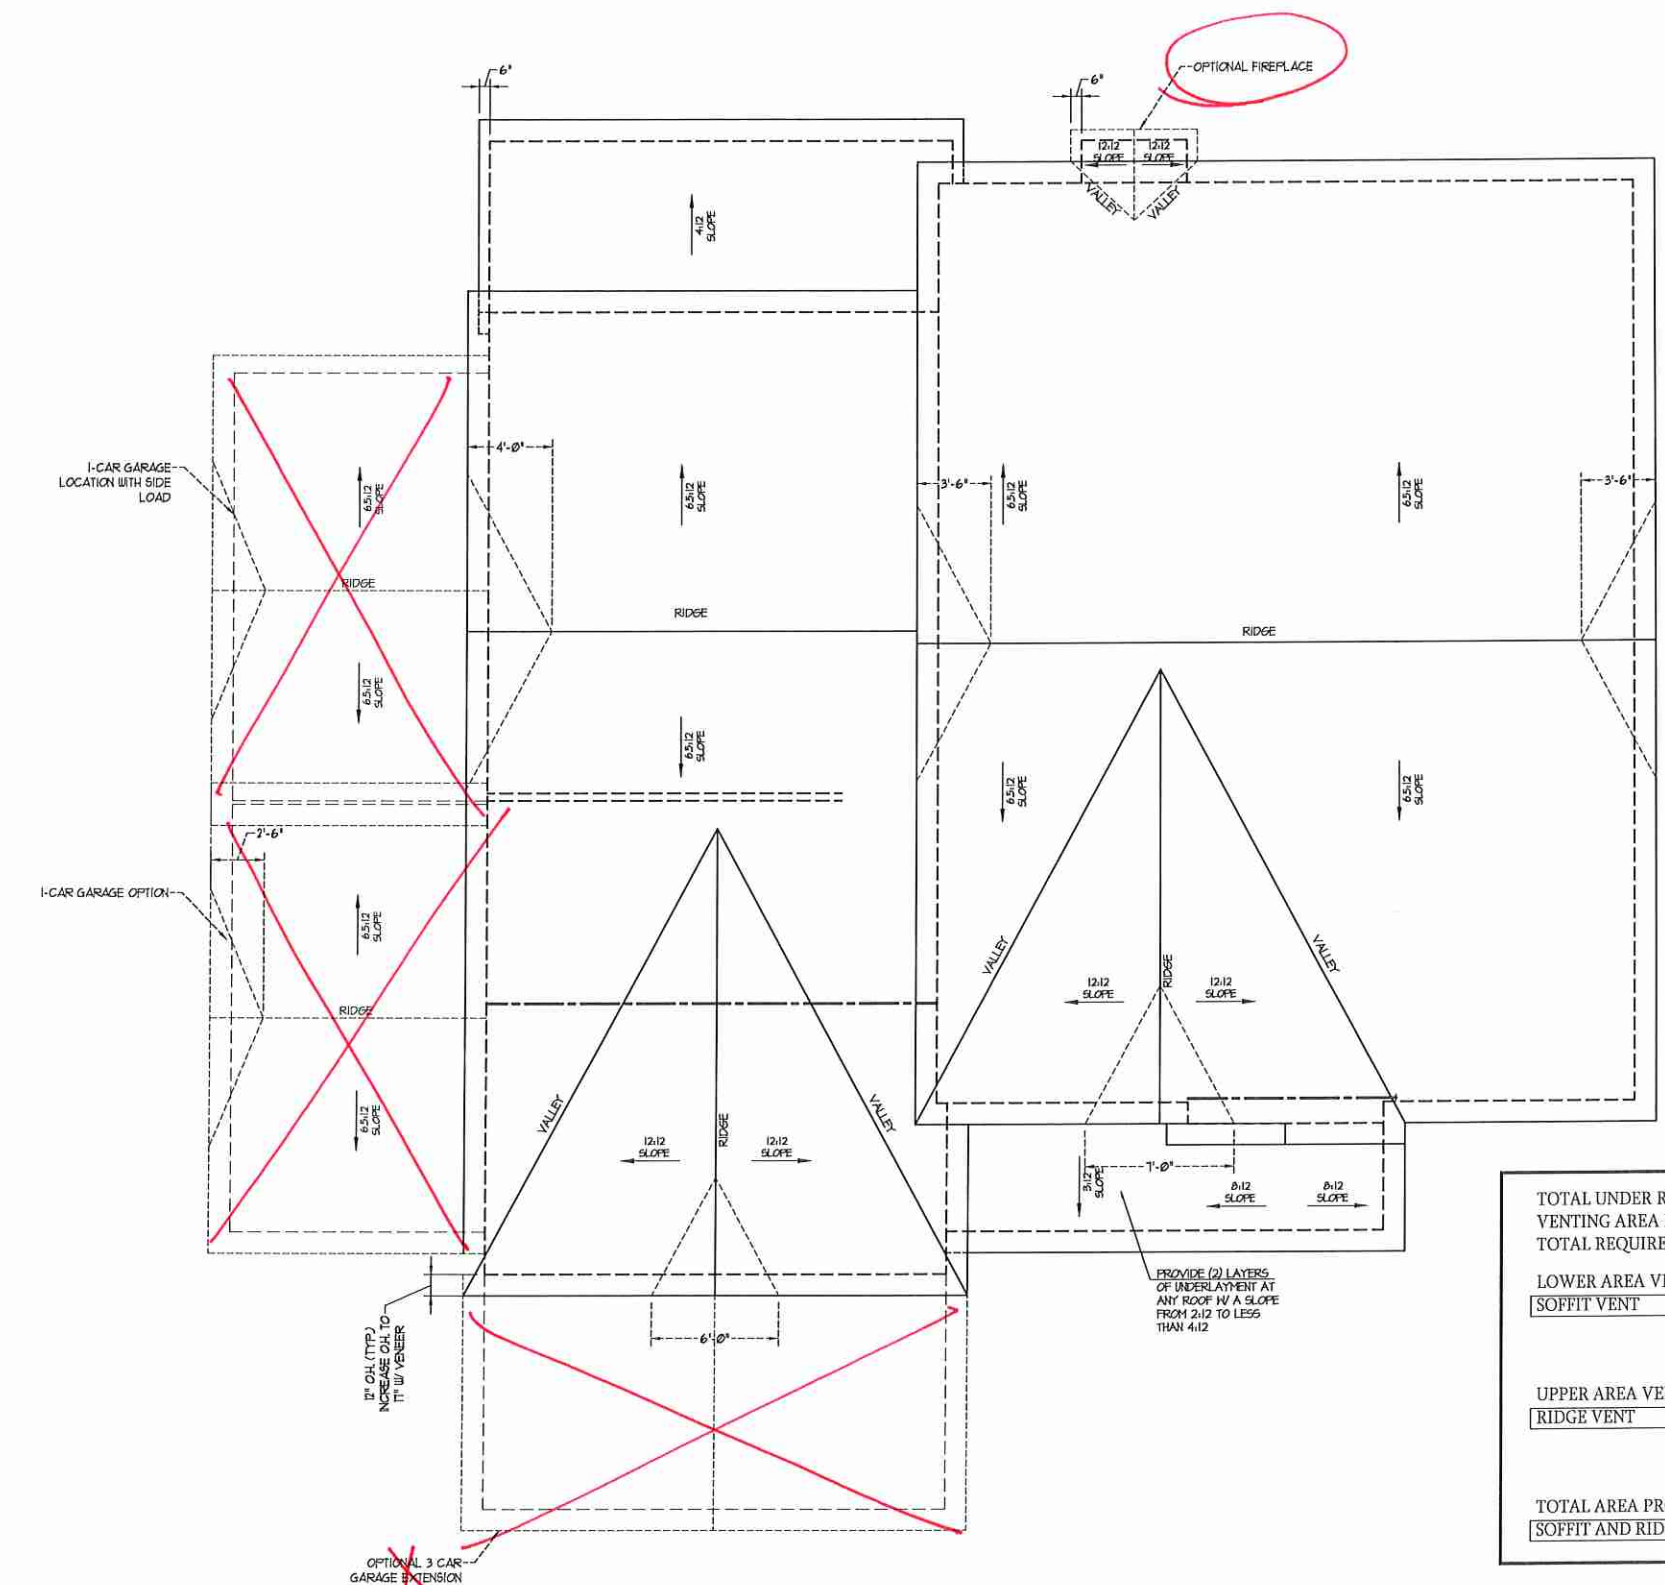 6"
OPTIONAL FIREPLACE
6"
12:12
SLOPE
12:12
SLOPE
VALLEY
VALLEY
4:12
SLOPE
1-CAR GARAGE
LOCATION WITH SIDE
LOAD
6.5:12
SLOPE
4'-0"
6.5:12
SLOPE
3'-6"
6.5:12
SLOPE
6.5:12
SLOPE
3'-6"
RIDGE
RIDGE
RIDGE
6.5:12
SLOPE
6.5:12
SLOPE
6.5:12
SLOPE
6.5:12
SLOPE
2'-6"
1-CAR GARAGE OPTION
6.5:12
SLOPE
RIDGE
6.5:12
SLOPE
VALLEY
RIDGE
VALLEY
12:12
SLOPE
12:12
SLOPE
VALLEY
RIDGE
VALLEY
12:12
SLOPE
12:12
SLOPE
3:12
SLOPE
7'-0"
8:12
SLOPE
8:12
SLOPE
PROVIDE (2) LAYERS
OF UNDERLAYMENT AT
ANY ROOF W/ A SLOPE
FROM 2:12 TO LESS
THAN 4:12
12" O.H. (TYP.)
INCREASE O.H. TO
17" W/ VENEER
6'-0"
OPTIONAL 3 CAR
GARAGE EXTENSION
TOTAL UNDER R
VENTING AREA
TOTAL REQUIRE
LOWER AREA VE
SOFFIT VENT
UPPER AREA VE
RIDGE VENT
TOTAL AREA PR
SOFFIT AND RID